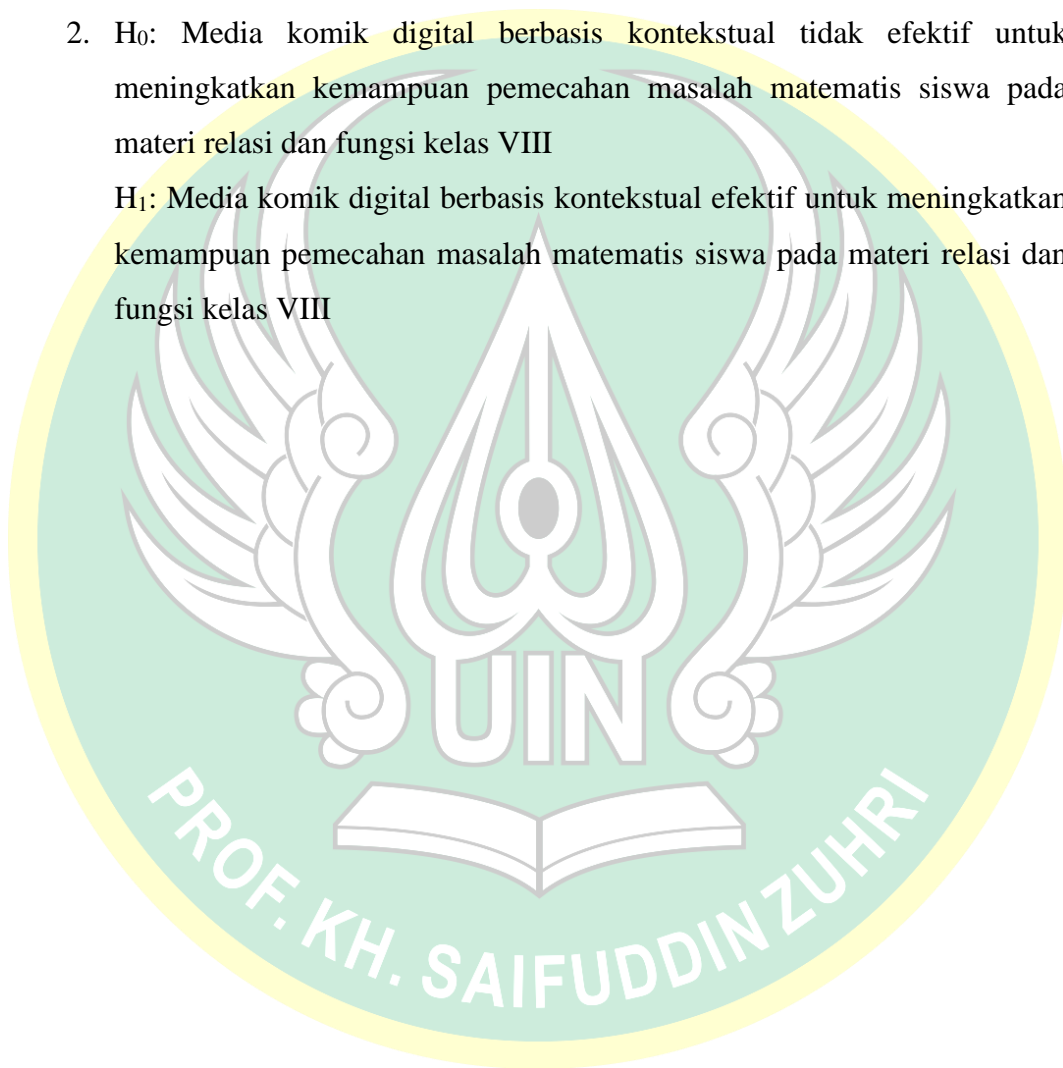 2. H₀: Media komik digital berbasis kontekstual tidak efektif untuk
meningkatkan kemampuan pemecahan masalah matematis siswa pada
materi relasi dan fungsi kelas VIII
H₁: Media komik digital berbasis kontekstual efektif untuk meningkatkan
kemampuan pemecahan masalah matematis siswa pada materi relasi dan
fungsi kelas VIII
UIN
PROF. KH. SAIFUDDIN ZUHRI